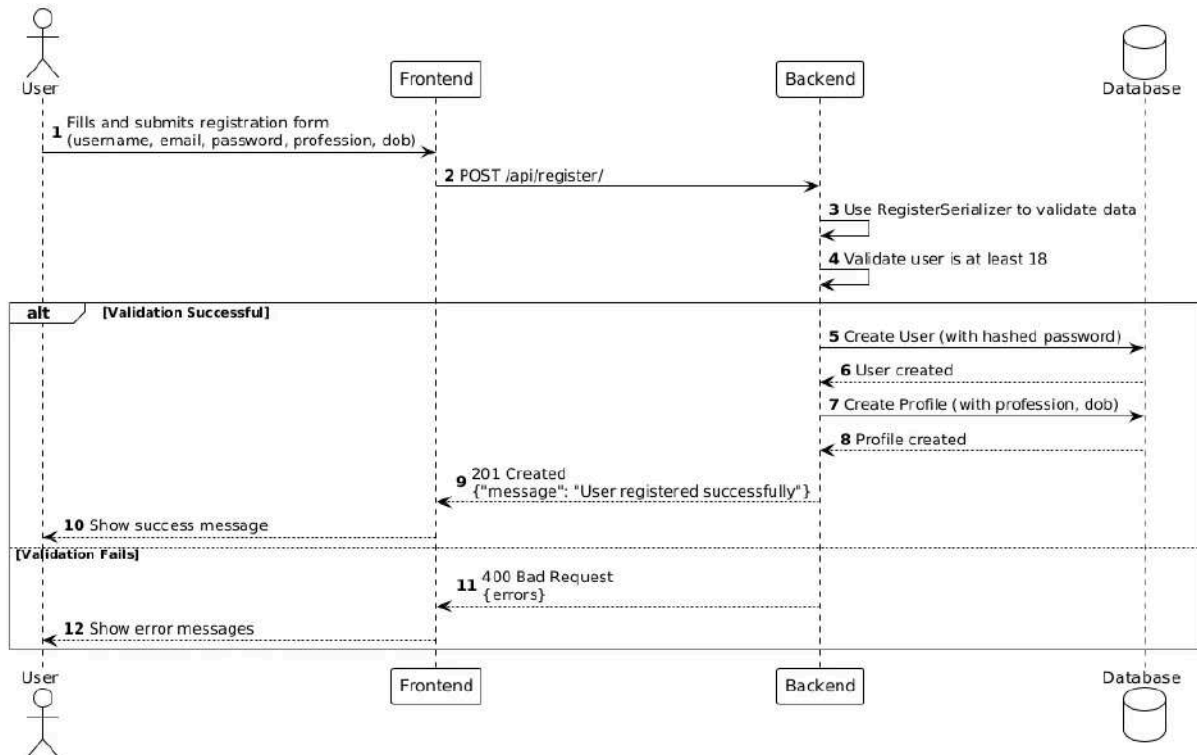 User
Frontend
Backend
Database
1 Fills and submits registration form
(username, email, password, profession, dob)
2 POST /api/register/
3 Use RegisterSerializer to validate data
4 Validate user is at least 18
alt [Validation Successful]
5 Create User (with hashed password)
6 User created
7 Create Profile (with profession, dob)
8 Profile created
9 201 Created
{"message": "User registered successfully"}
10 Show success message
[Validation Fails]
11 400 Bad Request
{errors}
12 Show error messages
User
Frontend
Backend
Database